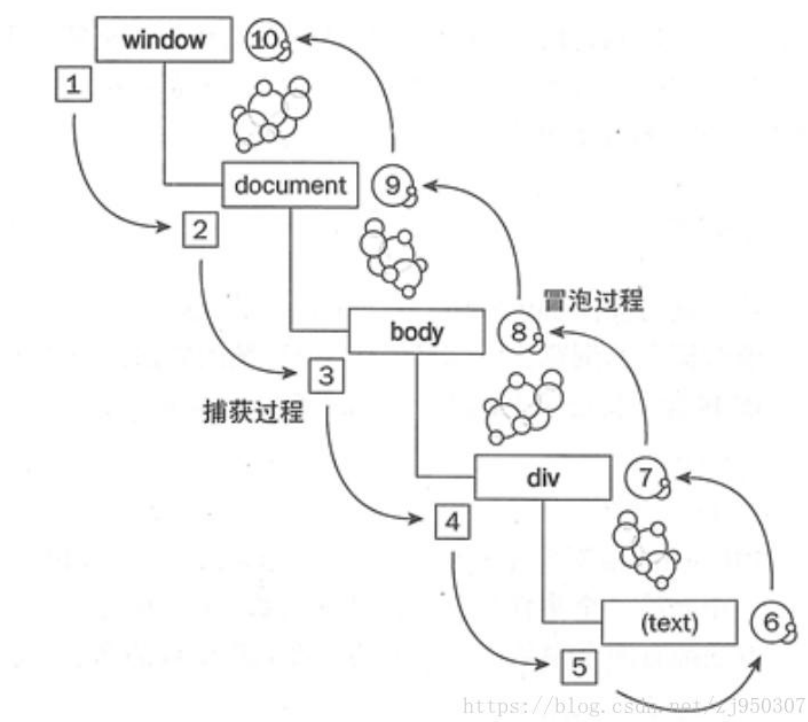 window
10
1
document
9
2
冒泡过程
body
8
3
捕获过程
div
7
4
(text)
6
5
https://blog.csdn.net/zj950307